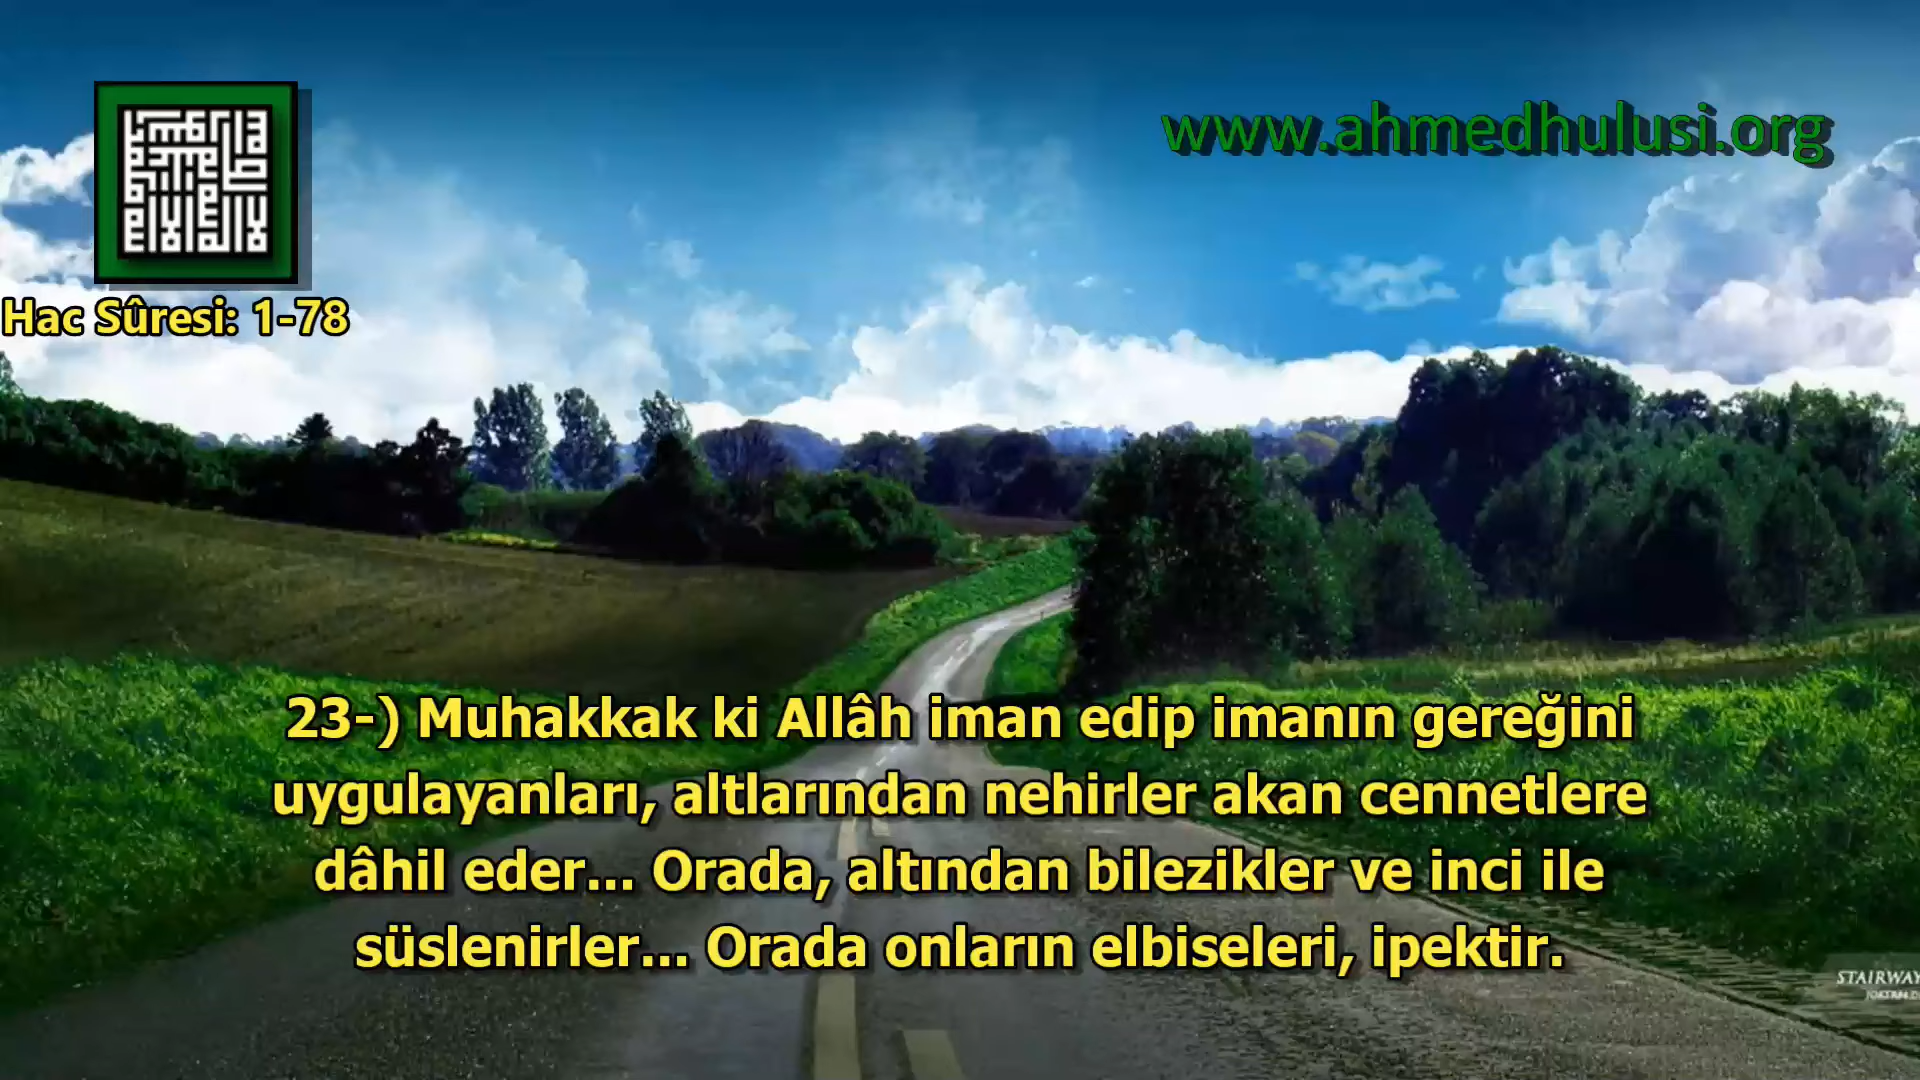 www.ahmedhulusi.org
Hac Sûresi: 1-78
23-) Muhakkak ki Allâh iman edip imanın gereğini
uygulayanları, altlarından nehirler akan cennetlere
dâhil eder... Orada, altından bilezikler ve inci ile
süslenirler... Orada onların elbiseleri, ipektir.
STAIRWAY